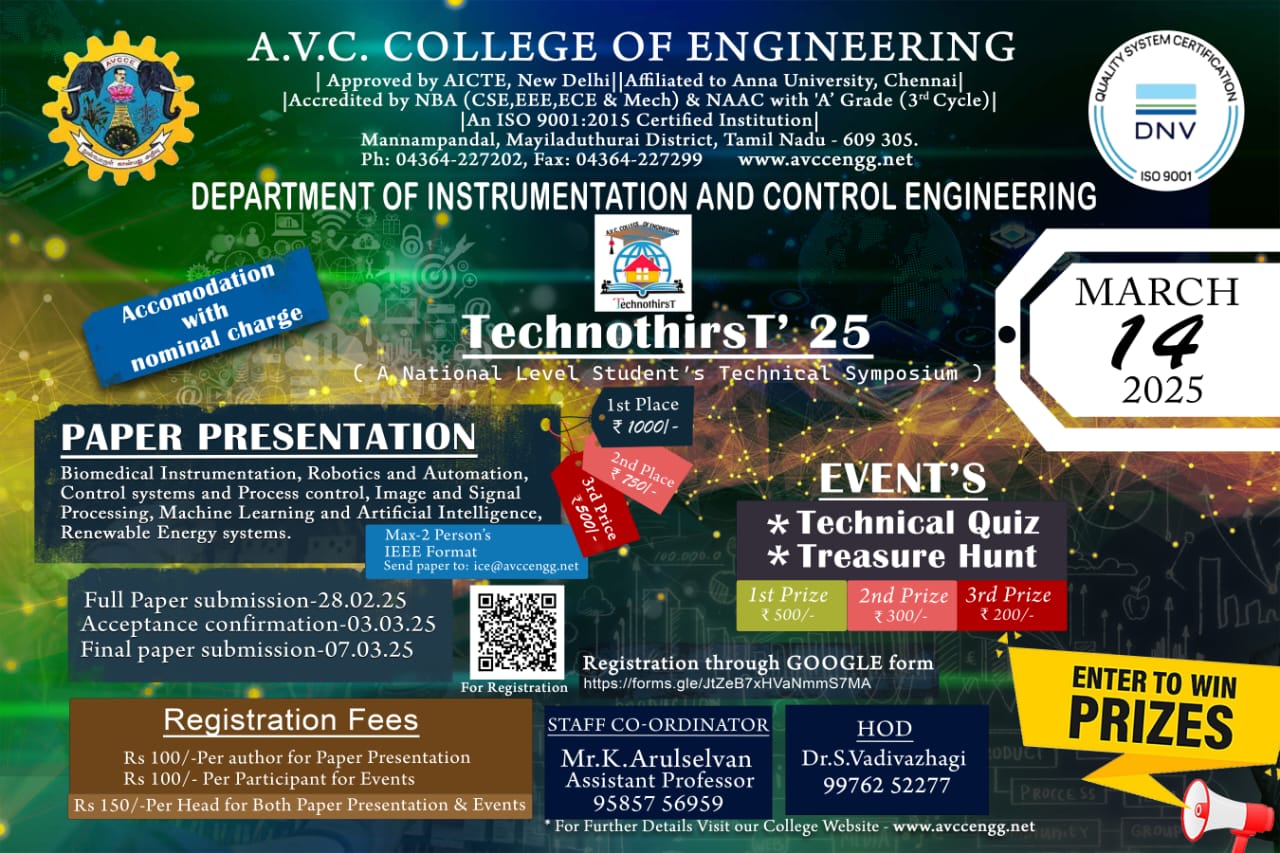 A.V.C. COLLEGE OF ENGINEERING
| Approved by AICTE, New Delhi||Affiliated to Anna University, Chennai|
|Accredited by NBA (CSE,EEE,ECE & Mech) & NAAC with 'A' Grade (3rd Cycle)|
|An ISO 9001:2015 Certified Institution|
Mannampandal, Mayiladuthurai District, Tamil Nadu - 609 305.
Ph: 04364-227202, Fax: 04364-227299 www.avccengg.net
AVCCE
QUALITY SYSTEM CERTIFICATION
DNV
ISO 9001
DEPARTMENT OF INSTRUMENTATION AND CONTROL ENGINEERING
A.V.C. COLLEGE OF ENGINEERING
TechnothirsT
Accomodation
with
nominal charge
TechnothirsT' 25
( A National Level Student's Technical Symposium )
MARCH
14
2025
PAPER PRESENTATION
Biomedical Instrumentation, Robotics and Automation,
Control systems and Process control, Image and Signal
Processing, Machine Learning and Artificial Intelligence,
Renewable Energy systems.
Max-2 Person's
IEEE Format
Send paper to: ice@avccengg.net
1st Place
₹ 1000/-
2nd Place
₹ 750/-
3rd Price
₹ 500/-
EVENT'S
* Technical Quiz
* Treasure Hunt
1st Prize
₹ 500/-
2nd Prize
₹ 300/-
3rd Prize
₹ 200/-
Full Paper submission-28.02.25
Acceptance confirmation-03.03.25
Final paper submission-07.03.25
For Registration
Registration through GOOGLE form
https://forms.gle/JtZeB7xHVaNmmS7MA
ENTER TO WIN
PRIZES
Registration Fees
Rs 100/-Per author for Paper Presentation
Rs 100/- Per Participant for Events
Rs 150/-Per Head for Both Paper Presentation & Events
STAFF CO-ORDINATOR
Mr.K.Arulselvan
Assistant Professor
95857 56959
HOD
Dr.S.Vadivazhagi
99762 52277
* For Further Details Visit our College Website - www.avccengg.net